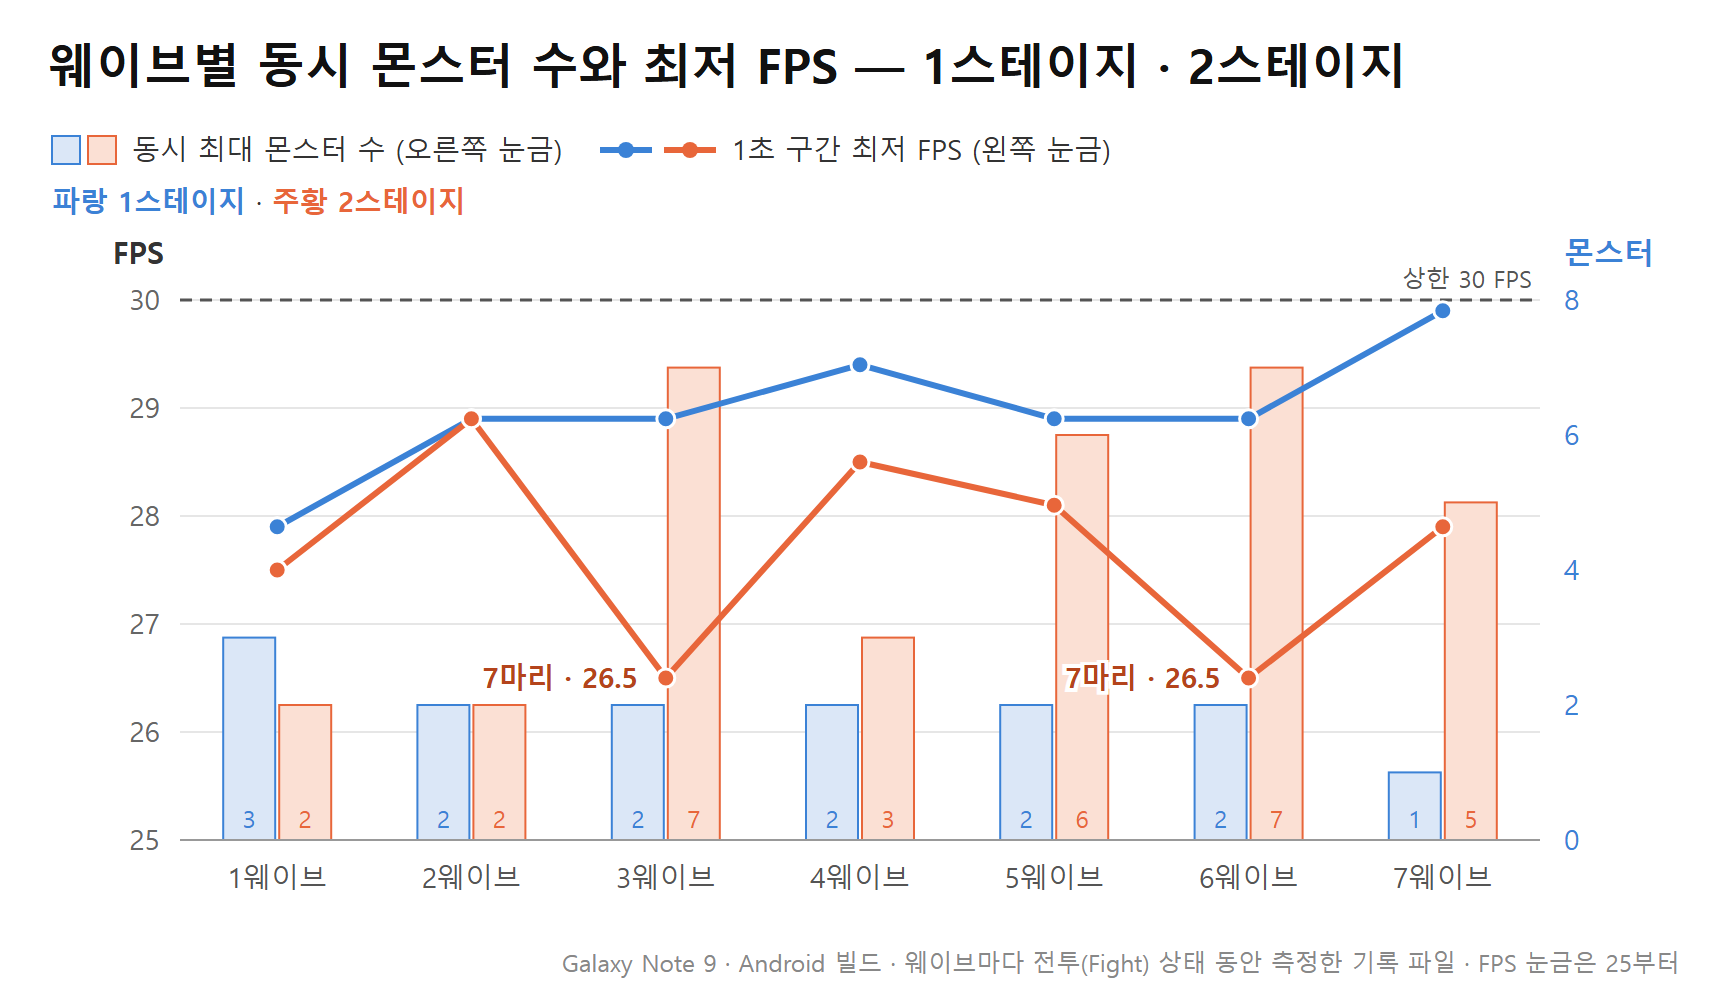 웨이브별 동시 몬스터 수와 최저 FPS — 1스테이지 · 2스테이지
동시 최대 몬스터 수 (오른쪽 눈금)
1초 구간 최저 FPS (왼쪽 눈금)
파랑 1스테이지 · 주황 2스테이지
FPS
몬스터
상한 30 FPS
30
29
28
27
26
25
8
6
4
2
0
7마리 · 26.5
7마리 · 26.5
3
2
2
2
2
7
2
3
2
6
2
7
1
5
1웨이브
2웨이브
3웨이브
4웨이브
5웨이브
6웨이브
7웨이브
Galaxy Note 9 · Android 빌드 · 웨이브마다 전투(Fight) 상태 동안 측정한 기록 파일 · FPS 눈금은 25부터